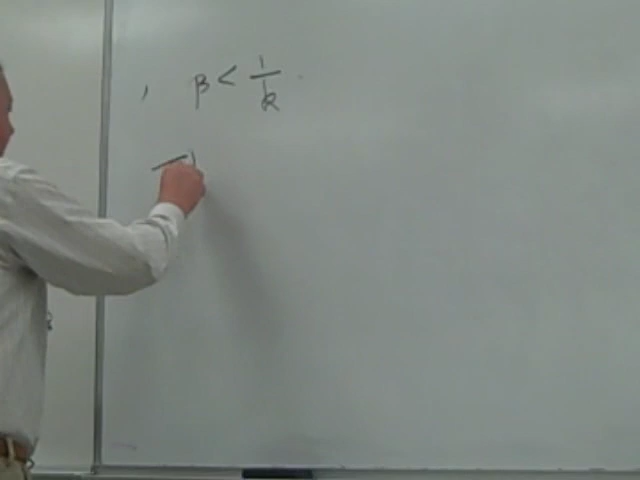 , β < 1/k.